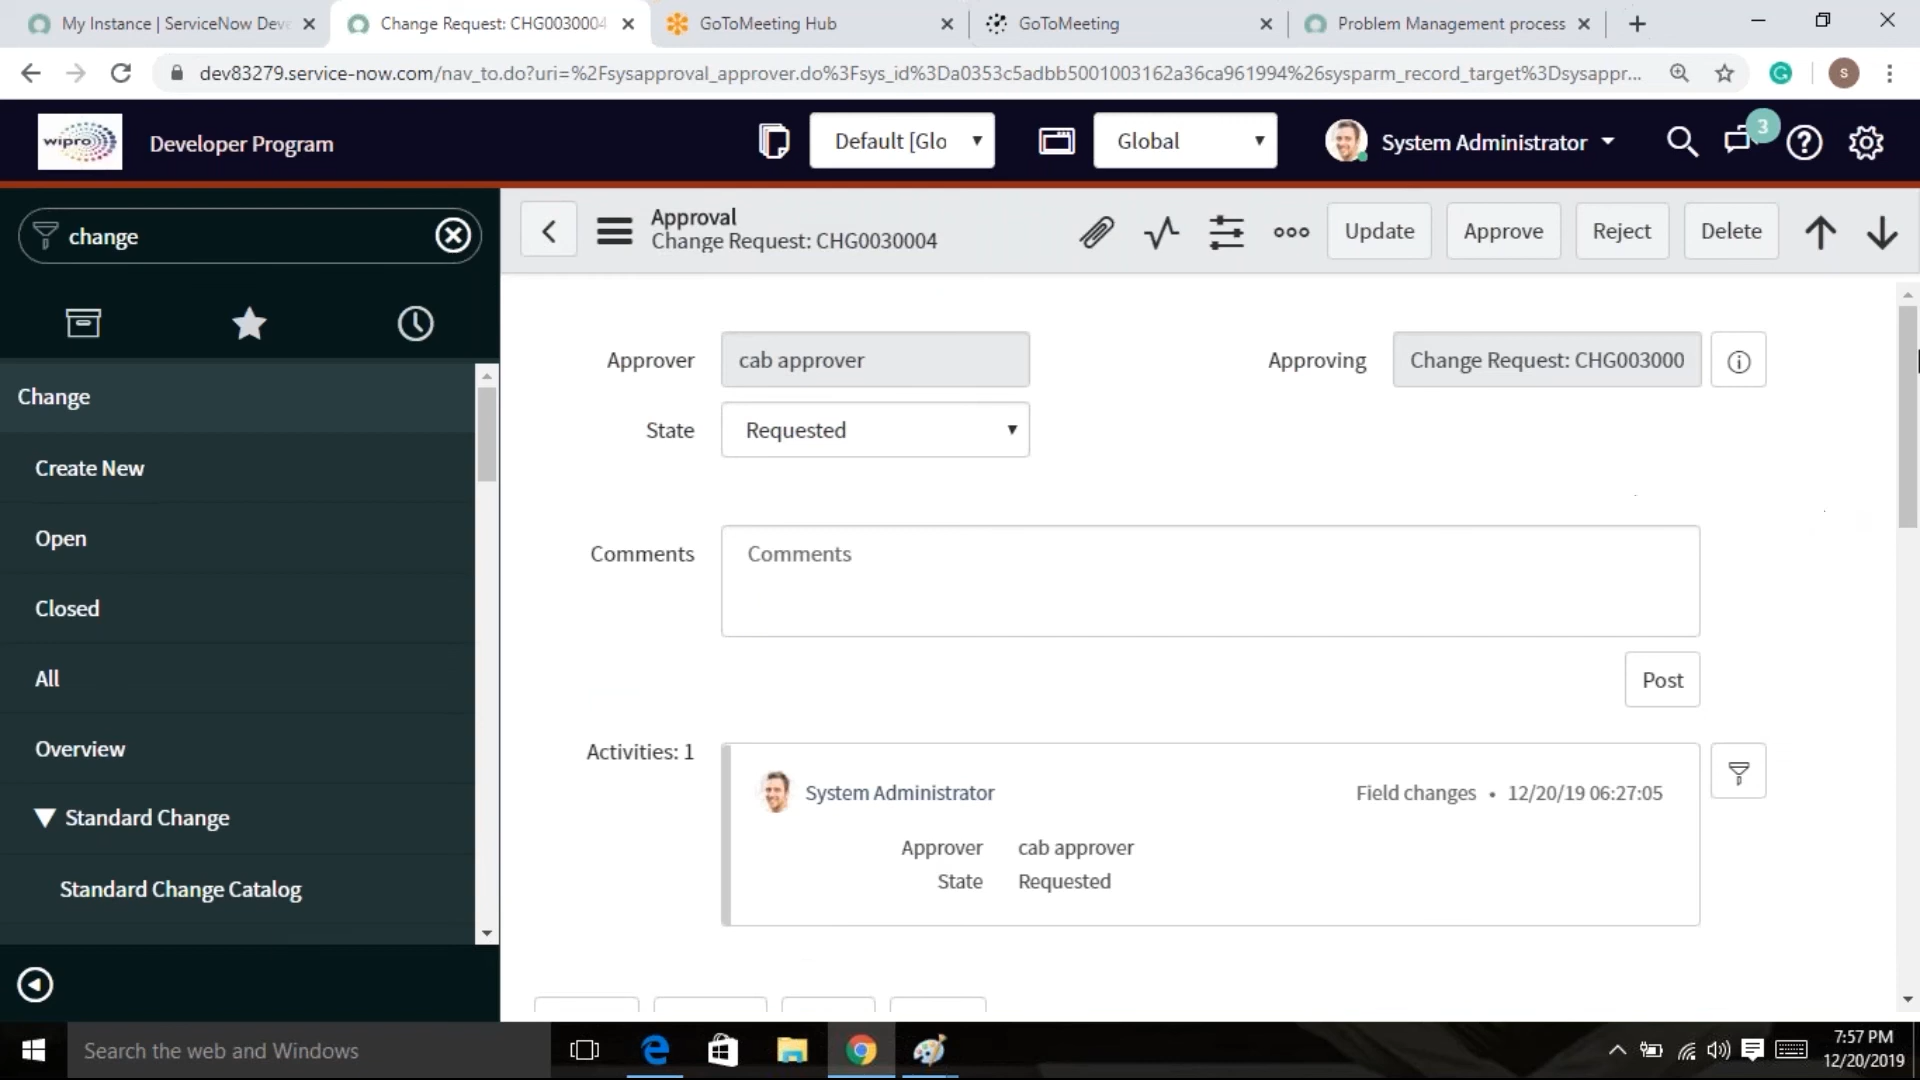 My Instance | ServiceNow Deve
Change Request: CHG0030004
GoToMeeting Hub
GoToMeeting
Problem Management process
dev83279.service-now.com/nav_to.do?uri=%2Fsysapproval_approver.do%3Fsys_id%3Da0353c5adbb5001003162a36ca961994%26sysparm_record_target%3Dsysappr...
S
wipro
Developer Program
Default [Glo
Global
System Administrator
3
change
Approval
Change Request: CHG0030004
Update
Approve
Reject
Delete
Change
Create New
Open
Closed
All
Overview
Standard Change
Standard Change Catalog
Approver
cab approver
Approving
Change Request: CHG003000
State
Requested
Comments
Comments
Post
Activities: 1
System Administrator
Field changes • 12/20/19 06:27:05
Approver cab approver
State Requested
Search the web and Windows
7:57 PM
12/20/2019